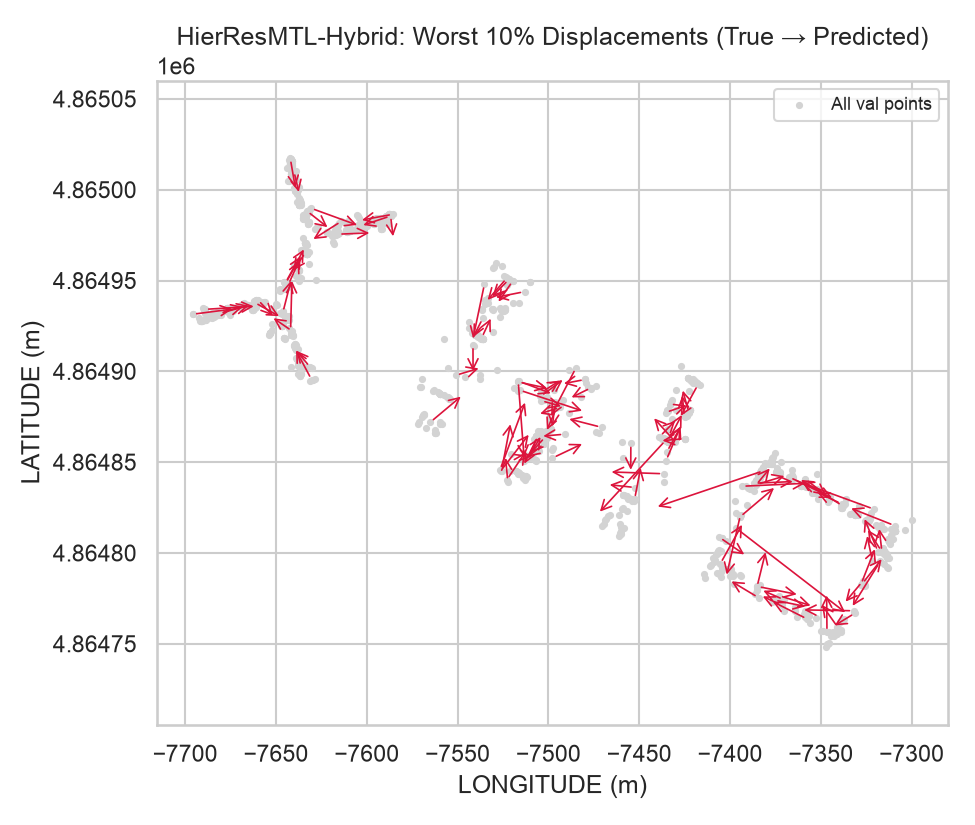 HierResMTL-Hybrid: Worst 10% Displacements (True → Predicted)
1e6
All val points
4.86505
4.86500
4.86495
4.86490
4.86485
4.86480
4.86475
LATITUDE (m)
−7700 −7650 −7600 −7550 −7500 −7450 −7400 −7350 −7300
LONGITUDE (m)